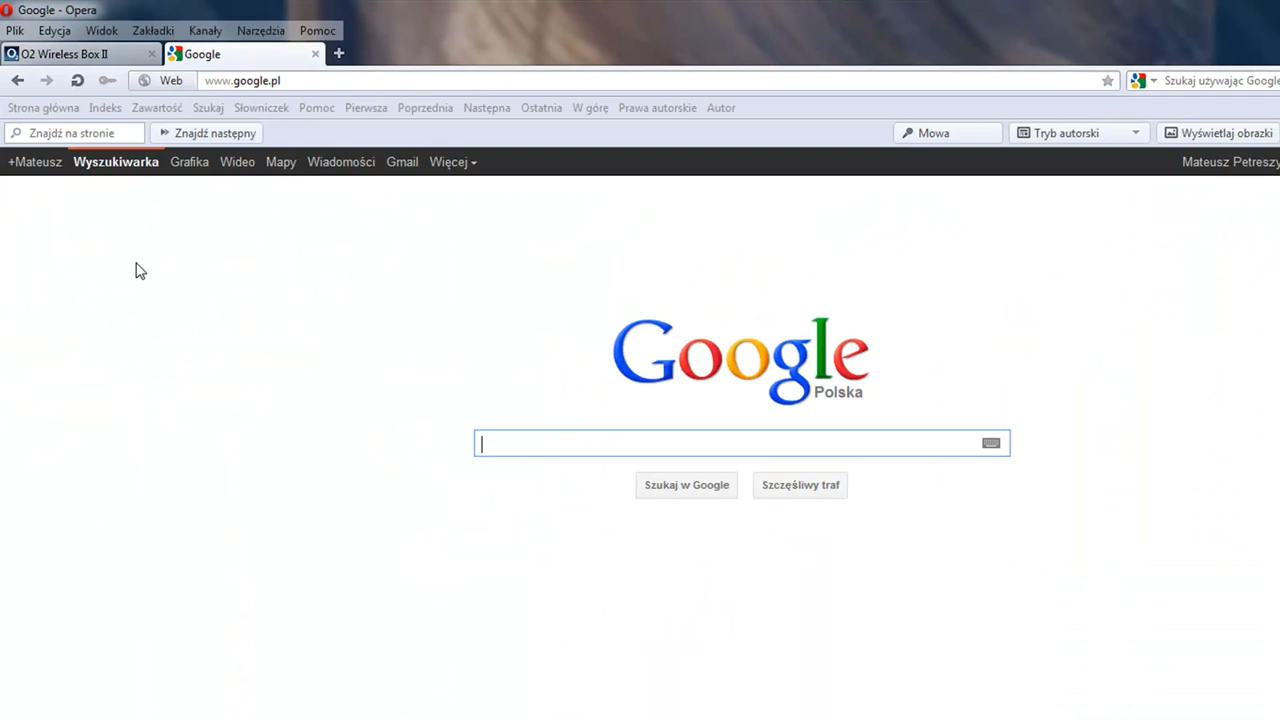 Google - Opera
Plik Edycja Widok Zakładki Kanały Narzędzia Pomoc
O2 Wireless Box II Google
Web www.google.pl Szukaj używając Google
Strona główna Indeks Zawartość Szukaj Słowniczek Pomoc Pierwsza Poprzednia Następna Ostatnia W górę Prawa autorskie Autor
Znajdź na stronie Znajdź następny Mowa Tryb autorski Wyświetlaj obrazki
+Mateusz Wyszukiwarka Grafika Wideo Mapy Wiadomości Gmail Więcej Mateusz Petreszy
Google
Polska
Szukaj w Google Szczęśliwy traf